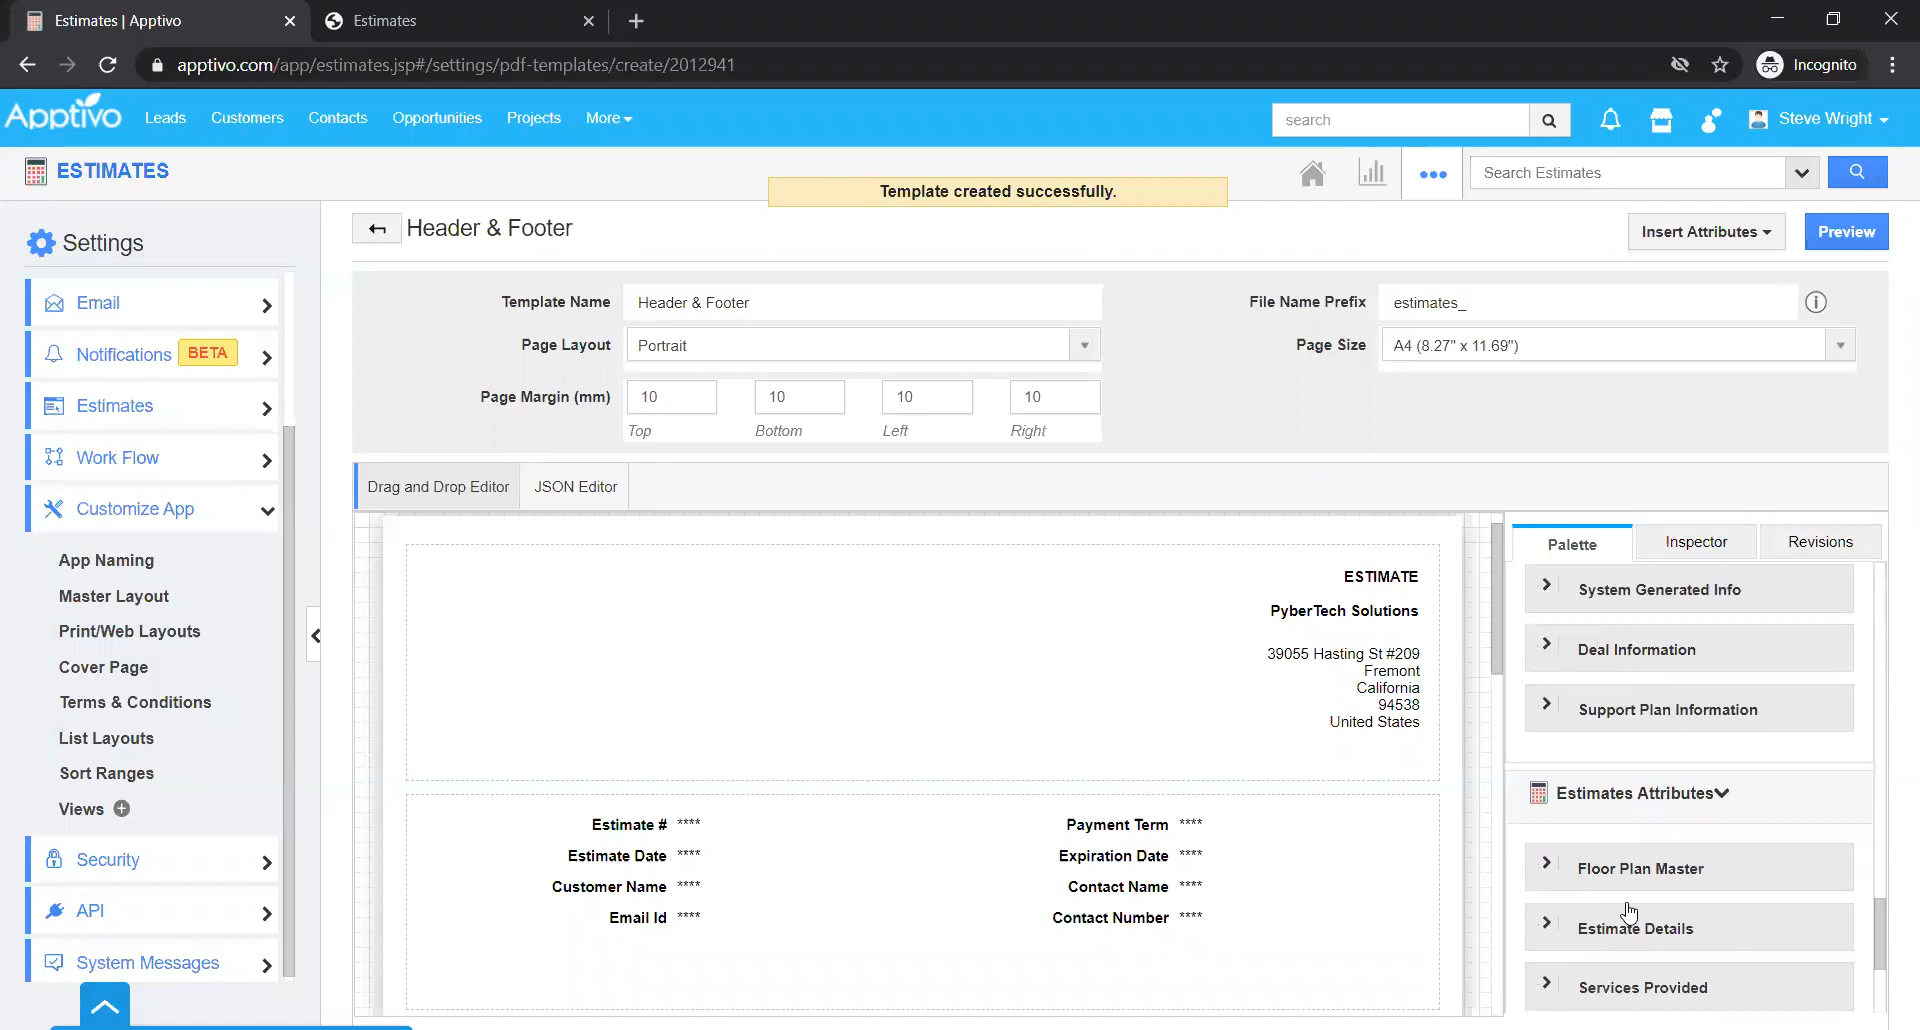 Estimates | Apptivo
Estimates
apptivo.com/app/estimates.jsp#/settings/pdf-templates/create/2012941
Incognito
Apptivo
Leads
Customers
Contacts
Opportunities
Projects
More
search
Steve Wright
ESTIMATES
Search Estimates
Template created successfully.
Settings
Header & Footer
Insert Attributes
Preview
Email
Notifications BETA
Estimates
Work Flow
Customize App
App Naming
Master Layout
Print/Web Layouts
Cover Page
Terms & Conditions
List Layouts
Sort Ranges
Views
Security
API
System Messages
Template Name Header & Footer
File Name Prefix estimates_
Page Layout Portrait
Page Size A4 (8.27" x 11.69")
Page Margin (mm) 10 10 10 10
Top Bottom Left Right
Drag and Drop Editor
JSON Editor
ESTIMATE
PyberTech Solutions
39055 Hasting St #209
Fremont
California
94538
United States
Estimate # ****
Payment Term ****
Estimate Date ****
Expiration Date ****
Customer Name ****
Contact Name ****
Email Id ****
Contact Number ****
Palette
Inspector
Revisions
System Generated Info
Deal Information
Support Plan Information
Estimates Attributes
Floor Plan Master
Estimate Details
Services Provided